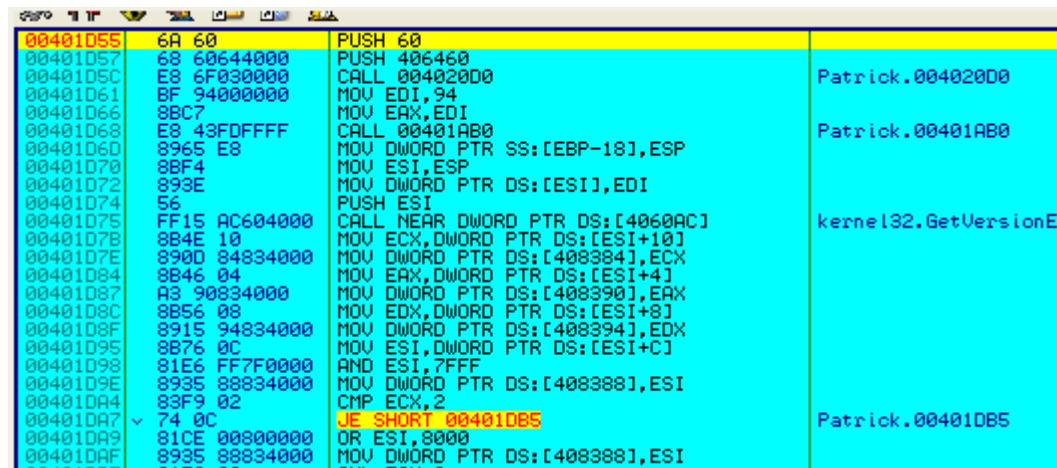 00401D55 6A 60 PUSH 60
00401D57 68 60644000 PUSH 406460
00401D5C E8 6F030000 CALL 004020D0 Patrick.004020D0
00401D61 BF 94000000 MOV EDI,94
00401D66 8BC7 MOV EAX,EDI
00401D68 E8 43FDFFFF CALL 00401AB0 Patrick.00401AB0
00401D6D 8965 E8 MOV DWORD PTR SS:[EBP-18],ESP
00401D70 8BF4 MOV ESI,ESP
00401D72 893E MOV DWORD PTR DS:[ESI],EDI
00401D74 56 PUSH ESI
00401D75 FF15 AC604000 CALL NEAR DWORD PTR DS:[4060AC] kernel32.GetVersionE
00401D7B 8B4E 10 MOV ECX,DWORD PTR DS:[ESI+10]
00401D7E 890D 84834000 MOV DWORD PTR DS:[408384],ECX
00401D84 8B46 04 MOV EAX,DWORD PTR DS:[ESI+4]
00401D87 A3 90834000 MOV DWORD PTR DS:[408390],EAX
00401D8C 8B56 08 MOV EDX,DWORD PTR DS:[ESI+8]
00401D8F 8915 94834000 MOV DWORD PTR DS:[408394],EDX
00401D95 8B76 0C MOV ESI,DWORD PTR DS:[ESI+C]
00401D98 81E6 FF7F0000 AND ESI,7FFF
00401D9E 8935 88834000 MOV DWORD PTR DS:[408388],ESI
00401DA4 83F9 02 CMP ECX,2
00401DA7 74 0C JE SHORT 00401DB5 Patrick.00401DB5
00401DA9 81CE 00800000 OR ESI,8000
00401DAF 8935 88834000 MOV DWORD PTR DS:[408388],ESI